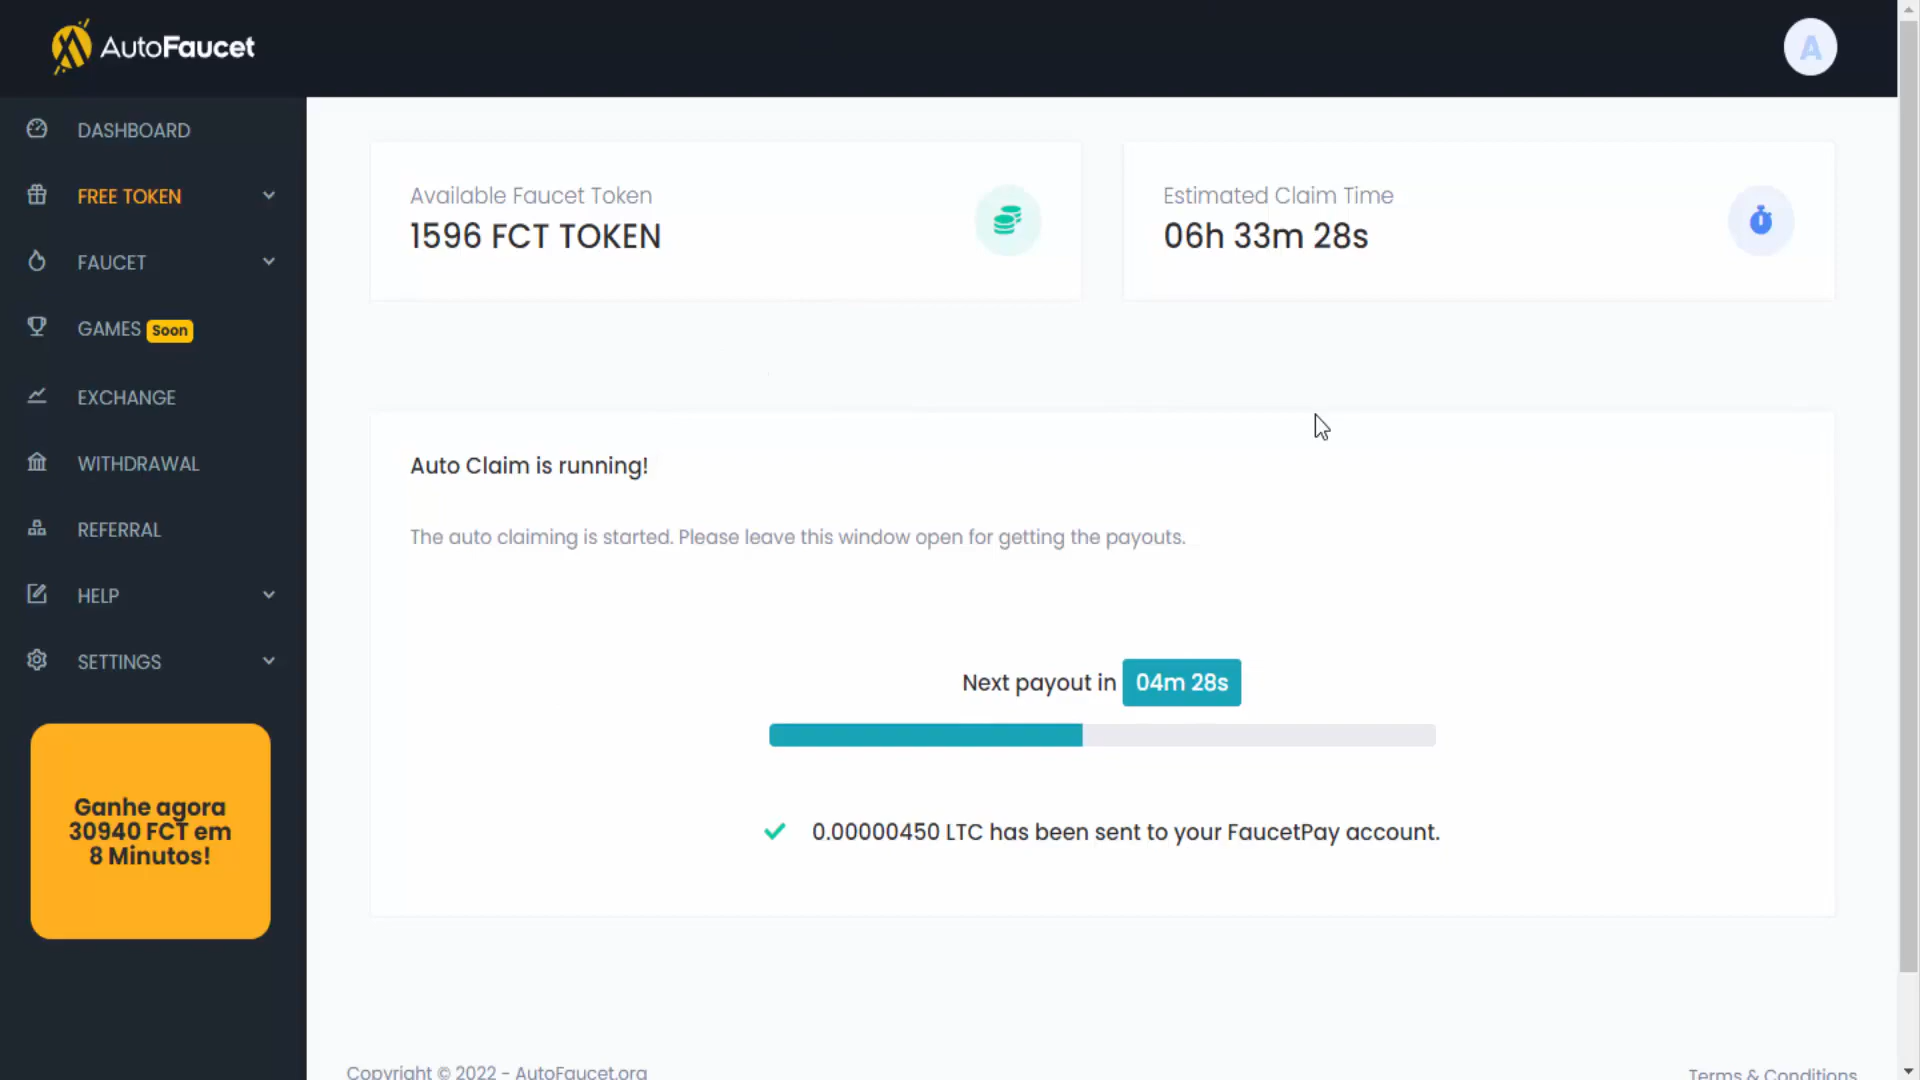 AutoFaucet
A
DASHBOARD
FREE TOKEN
FAUCET
GAMES Soon
EXCHANGE
WITHDRAWAL
REFERRAL
HELP
SETTINGS
Ganhe agora
30940 FCT em
8 Minutos!
Available Faucet Token
1596 FCT TOKEN
Estimated Claim Time
06h 33m 28s
Auto Claim is running!
The auto claiming is started. Please leave this window open for getting the payouts.
Next payout in 04m 28s
0.00000450 LTC has been sent to your FaucetPay account.
Copyright © 2022 - AutoFaucet.org
Terms & Conditions